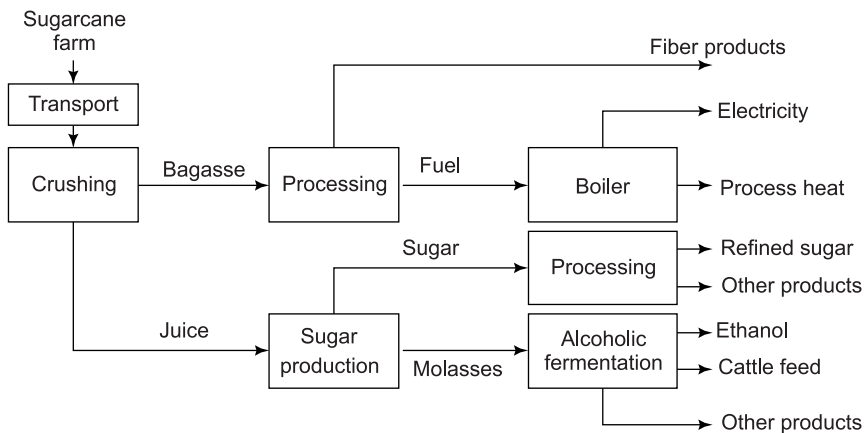 Sugarcane
farm
Fiber products
Transport
Electricity
Crushing
Bagasse
Processing
Fuel
Boiler
Process heat
Sugar
Processing
Refined sugar
Other products
Juice
Sugar
production
Molasses
Alcoholic
fermentation
Ethanol
Cattle feed
Other products